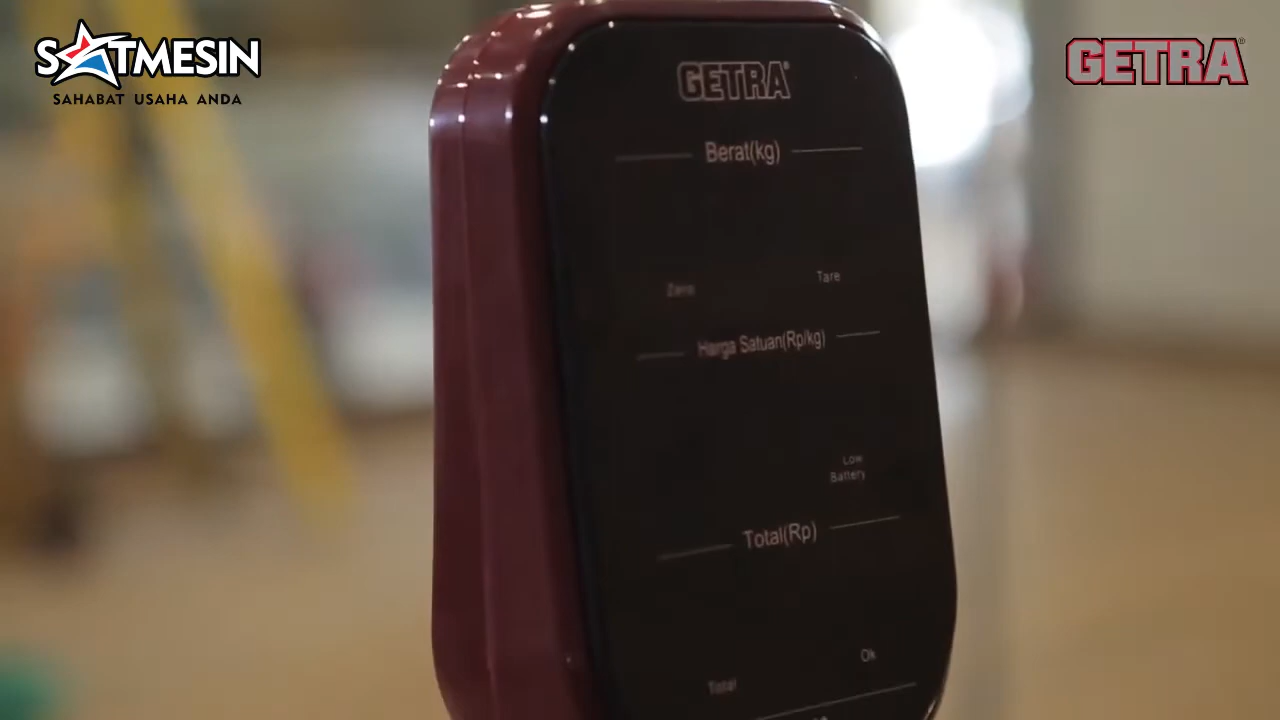 SATMESIN
SAHABAT USAHA ANDA
GETRA®
GETRA®
Berat(kg)
Zero
Tare
Harga Satuan(Rp/kg)
Low
Battery
Total(Rp)
Ok
Total